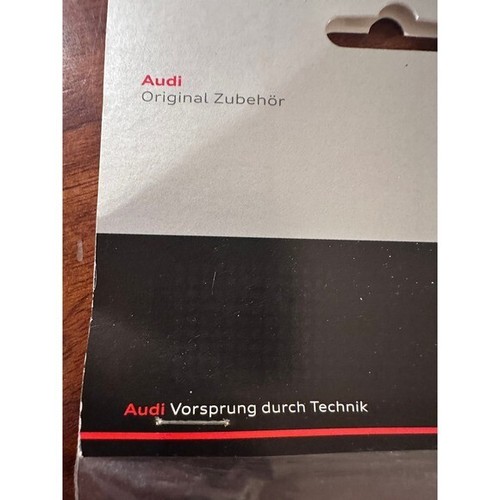 Audi
Original Zubehör
Audi Vorsprung durch Technik